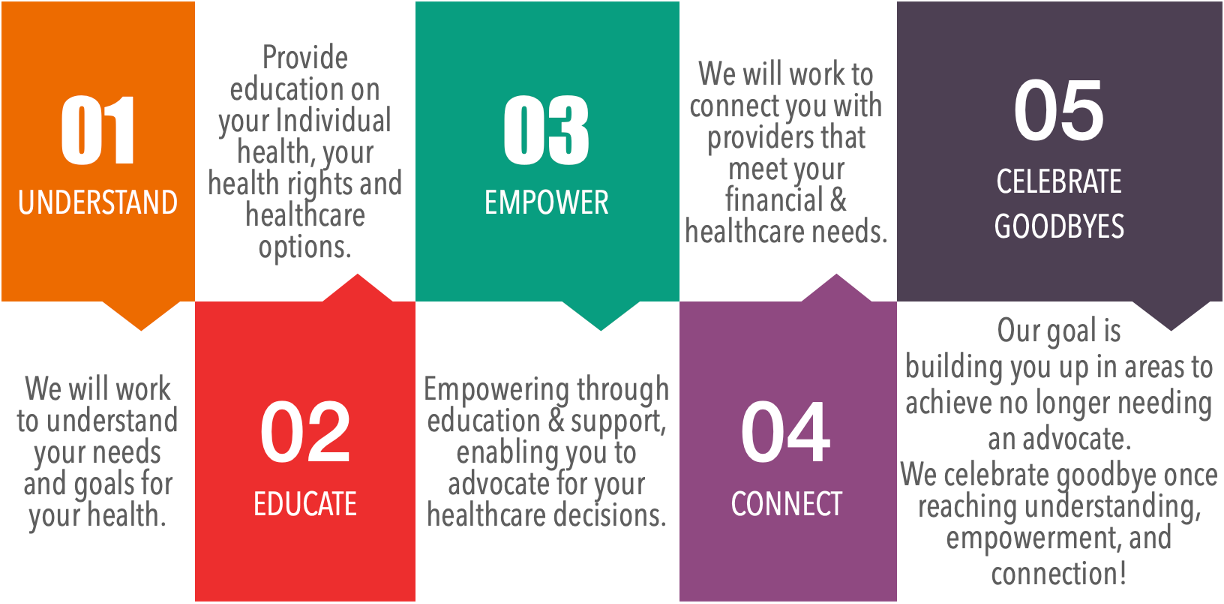 01
UNDERSTAND
We will work
to understand
your needs
and goals for
your health.
Provide
education on
your Individual
health, your
health rights and
healthcare
options.
02
EDUCATE
03
EMPOWER
Empowering through
education & support,
enabling you to
advocate for your
healthcare decisions.
We will work to
connect you with
providers that
meet your
financial &
healthcare needs.
04
CONNECT
05
CELEBRATE
GOODBYES
Our goal is
building you up in areas to
achieve no longer needing
an advocate.
We celebrate goodbye once
reaching understanding,
empowerment, and
connection!